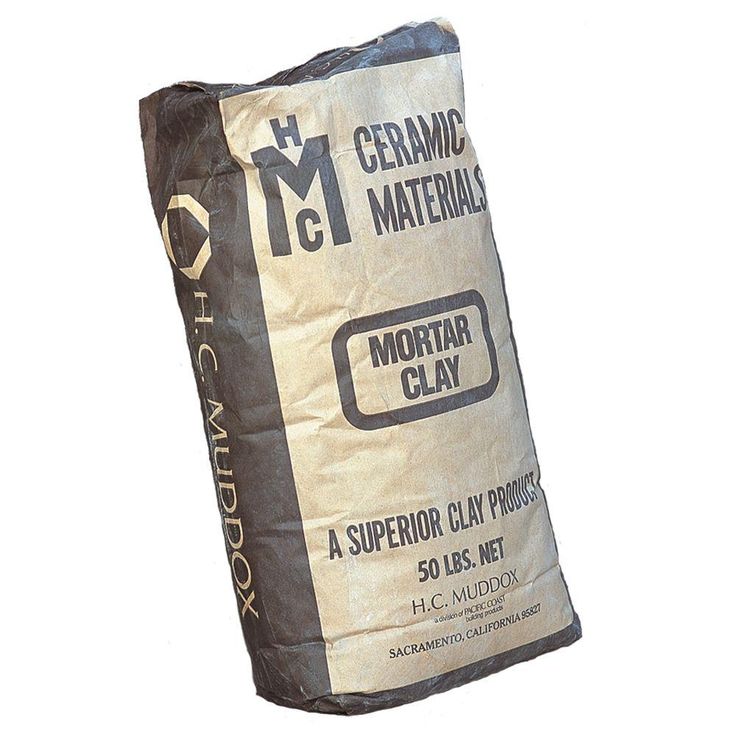 H
M
C
CERAMIC
MATERIALS
MORTAR
CLAY
A SUPERIOR CLAY PRODUCT
50 LBS. NET
H.C. MUDDOX
a division of PACIFIC COAST
building products
SACRAMENTO, CALIFORNIA 95827
H.C. MUDDOX